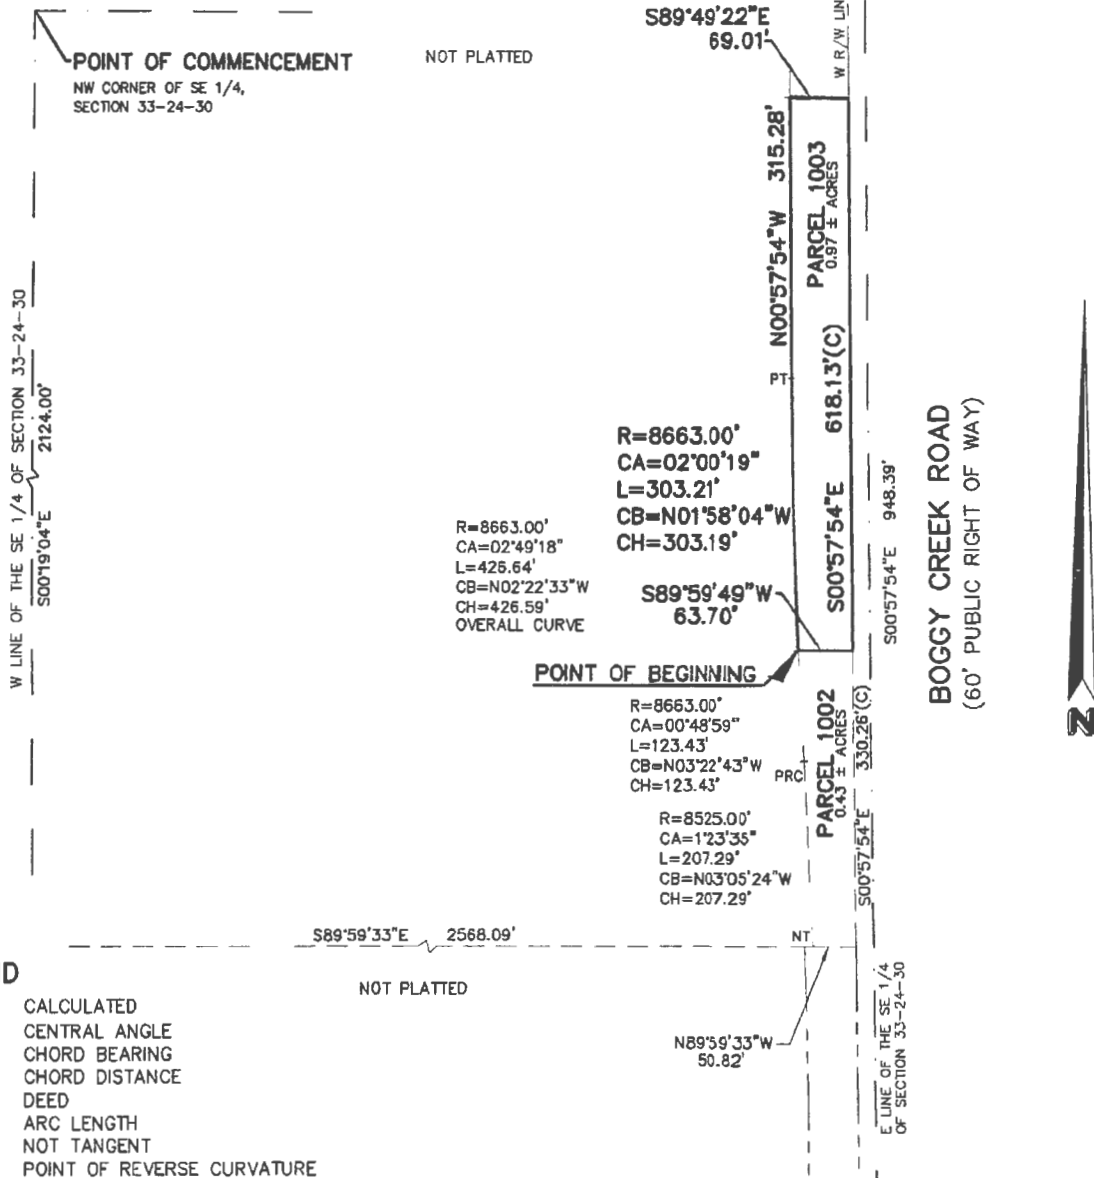 S89°49'22"E
69.01'
W R/W LIN
POINT OF COMMENCEMENT
NW CORNER OF SE 1/4,
SECTION 33-24-30
NOT PLATTED
W LINE OF THE SE 1/4 OF SECTION 33-24-30
S00°19'04"E 2124.00'
N00°57'54"W 315.28'
PARCEL 1003
0.97 ± ACRES
PT
S00°57'54"E 618.13'(C)
R=8663.00'
CA=02°00'19"
L=303.21'
CB=N01°58'04"W
CH=303.19'
R=8663.00'
CA=02°49'18"
L=426.64'
CB=N02°22'33"W
CH=426.59'
OVERALL CURVE
S89°59'49"W
63.70'
S00°57'54"E 948.39'
BOGGY CREEK ROAD
(60' PUBLIC RIGHT OF WAY)
N
POINT OF BEGINNING
R=8663.00'
CA=00°48'59"
L=123.43'
CB=N03°22'43"W
CH=123.43'
PRC
PARCEL 1002
0.43 ± ACRES
S00°57'54"E 330.26'(C)
R=8525.00'
CA=1°23'35"
L=207.29'
CB=N03°05'24"W
CH=207.29'
S89°59'33"E 2568.09'
NT
NOT PLATTED
N89°59'33"W
50.82'
E LINE OF THE SE 1/4
OF SECTION 33-24-30
D
CALCULATED
CENTRAL ANGLE
CHORD BEARING
CHORD DISTANCE
DEED
ARC LENGTH
NOT TANGENT
POINT OF REVERSE CURVATURE